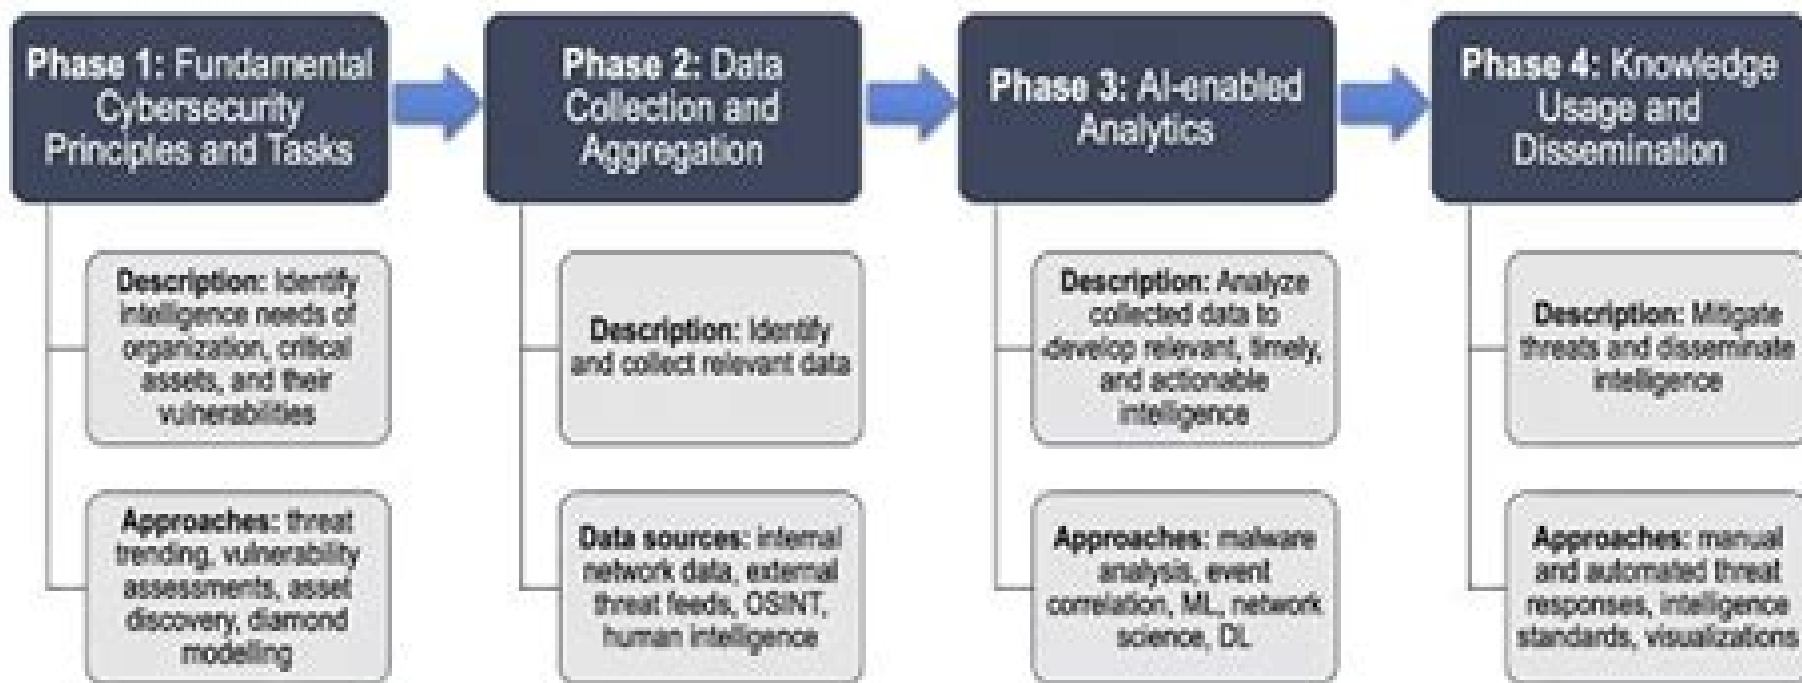 Phase 1: Fundamental
Cybersecurity
Principles and Tasks
Description: Identify
intelligence needs of
organization, critical
assets, and their
vulnerabilities
Approaches: threat
trending, vulnerability
assessments, asset
discovery, diamond
modelling
Phase 2: Data
Collection and
Aggregation
Description: Identify
and collect relevant data
Data sources: internal
network data, external
threat feeds, OSINT,
human intelligence
Phase 3: AI-enabled
Analytics
Description: Analyze
collected data to
develop relevant, timely,
and actionable
intelligence
Approaches: malware
analysis, event
correlation, ML, network
science, DL
Phase 4: Knowledge
Usage and
Dissemination
Description: Mitigate
threats and disseminate
intelligence
Approaches: manual
and automated threat
responses, intelligence
standards, visualizations